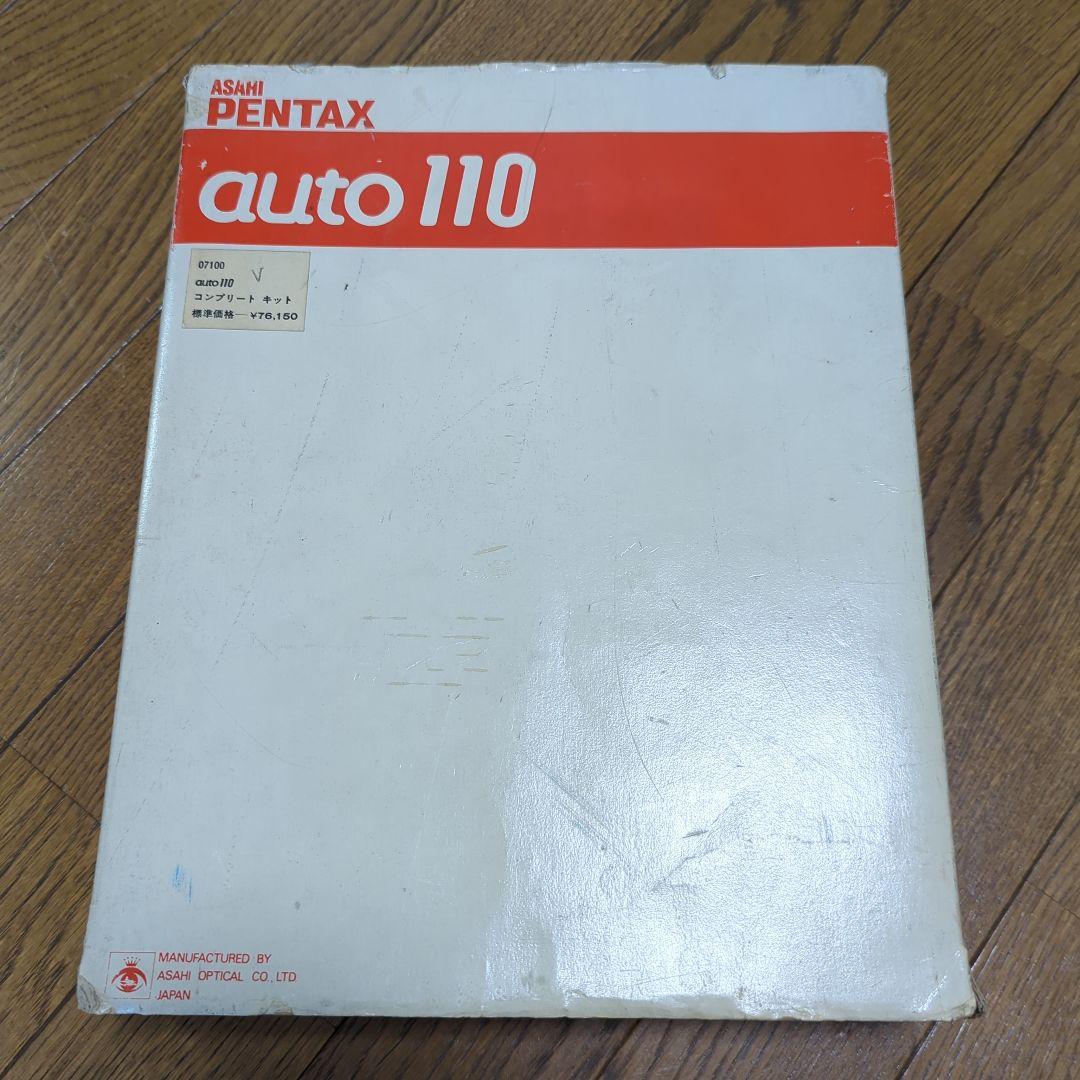 ASAHI
PENTAX
auto 110
07100
auto 110
コンプリート キット
標準価格—¥76,150
MANUFACTURED BY
ASAHI OPTICAL CO., LTD.
JAPAN